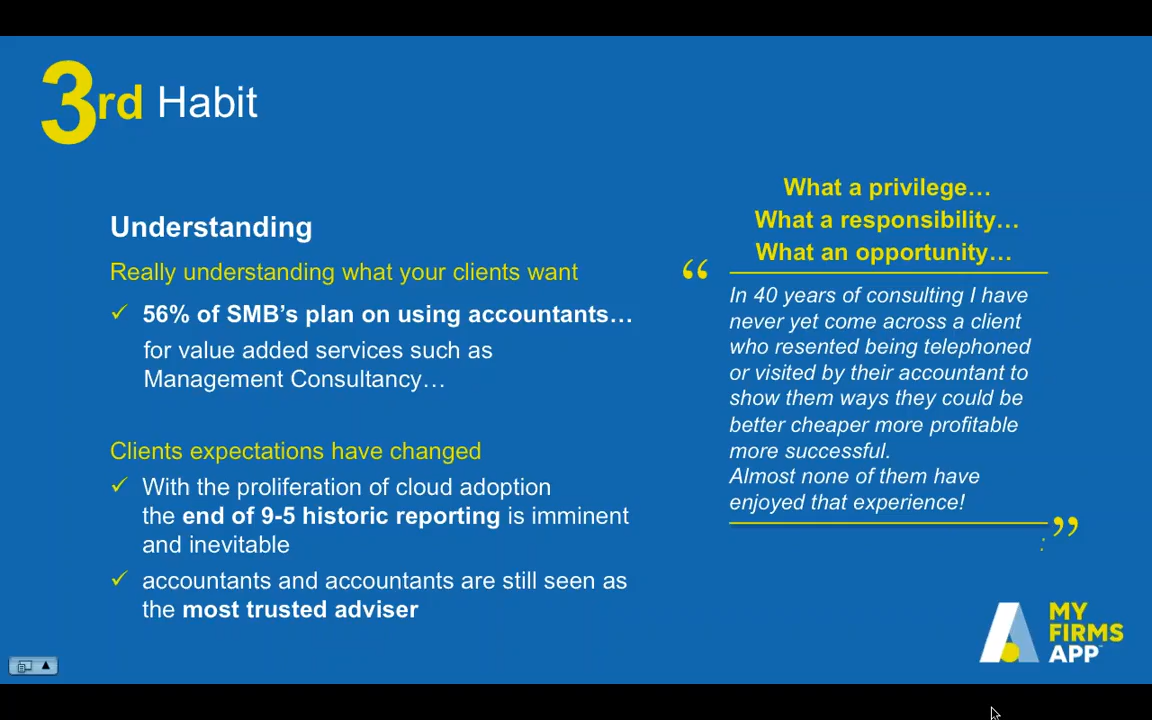 3rd Habit
Understanding
Really understanding what your clients want
✓ 56% of SMB’s plan on using accountants…
for value added services such as
Management Consultancy…
Clients expectations have changed
✓ With the proliferation of cloud adoption
the end of 9-5 historic reporting is imminent
and inevitable
✓ accountants and accountants are still seen as
the most trusted adviser
What a privilege…
What a responsibility…
What an opportunity…
“
In 40 years of consulting I have
never yet come across a client
who resented being telephoned
or visited by their accountant to
show them ways they could be
better cheaper more profitable
more successful.
Almost none of them have
enjoyed that experience!
”
:
MY
FIRMS
APP